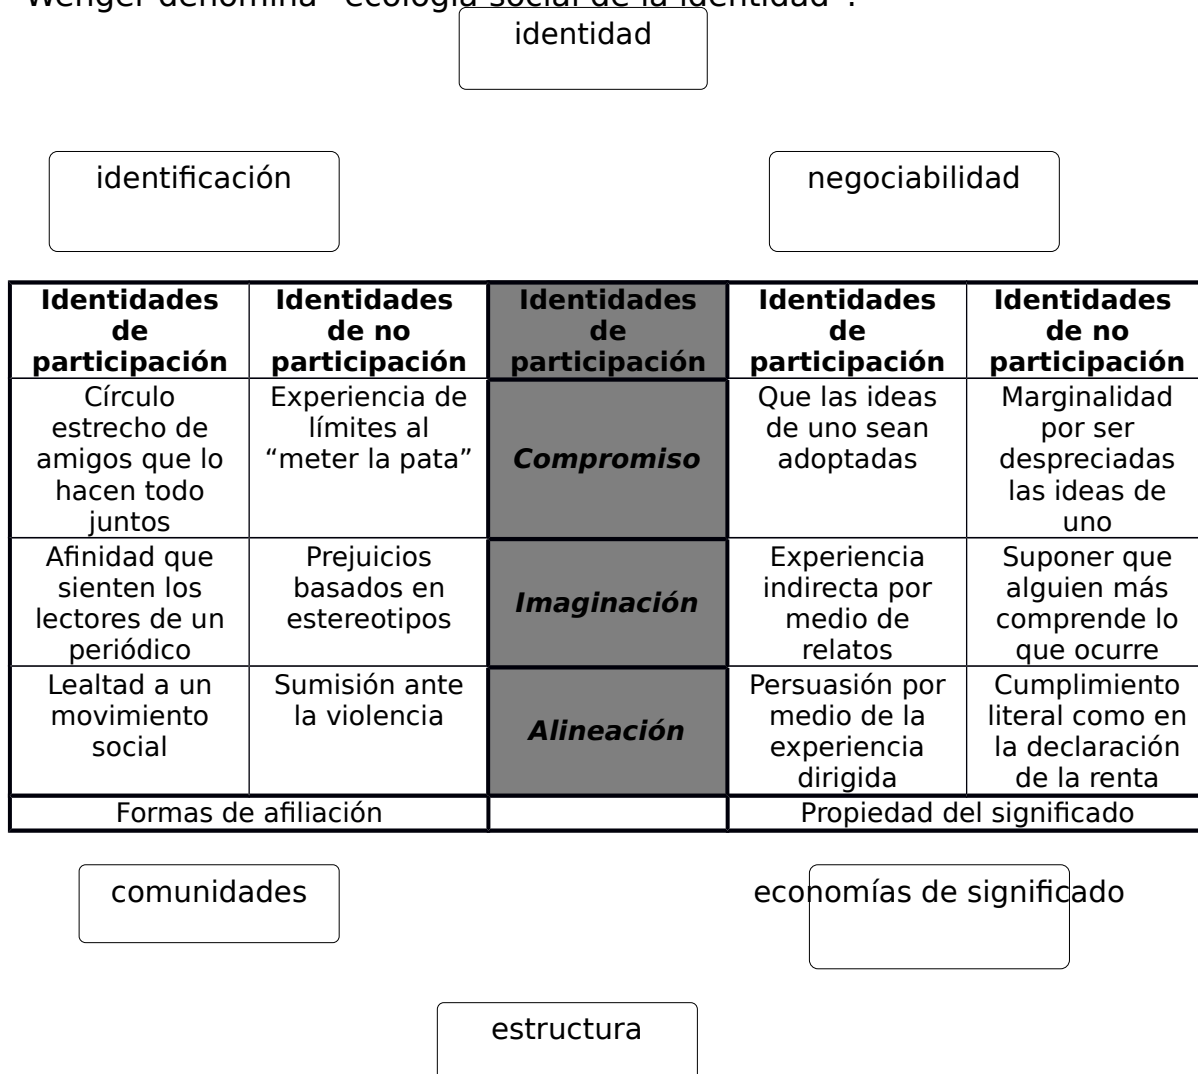 Wenger denomina “ecología social de la identidad”:
identidad
identificación
negociabilidad
Identidades
de
participación
Identidades
de no
participación
Identidades
de
participación
Identidades
de
participación
Identidades
de no
participación
Círculo
estrecho de
amigos que lo
hacen todo
juntos
Experiencia de
límites al
“meter la pata”
Compromiso
Que las ideas
de uno sean
adoptadas
Marginalidad
por ser
despreciadas
las ideas de
uno
Afinidad que
sienten los
lectores de un
periódico
Prejuicios
basados en
estereotipos
Imaginación
Experiencia
indirecta por
medio de
relatos
Suponer que
alguien más
comprende lo
que ocurre
Lealtad a un
movimiento
social
Sumisión ante
la violencia
Alineación
Persuasión por
medio de la
experiencia
dirigida
Cumplimiento
literal como en
la declaración
de la renta
Formas de afiliación
Propiedad del significado
comunidades
economías de significado
estructura